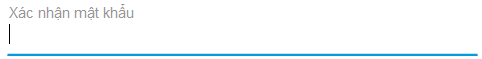 Xác nhận mật khẩu